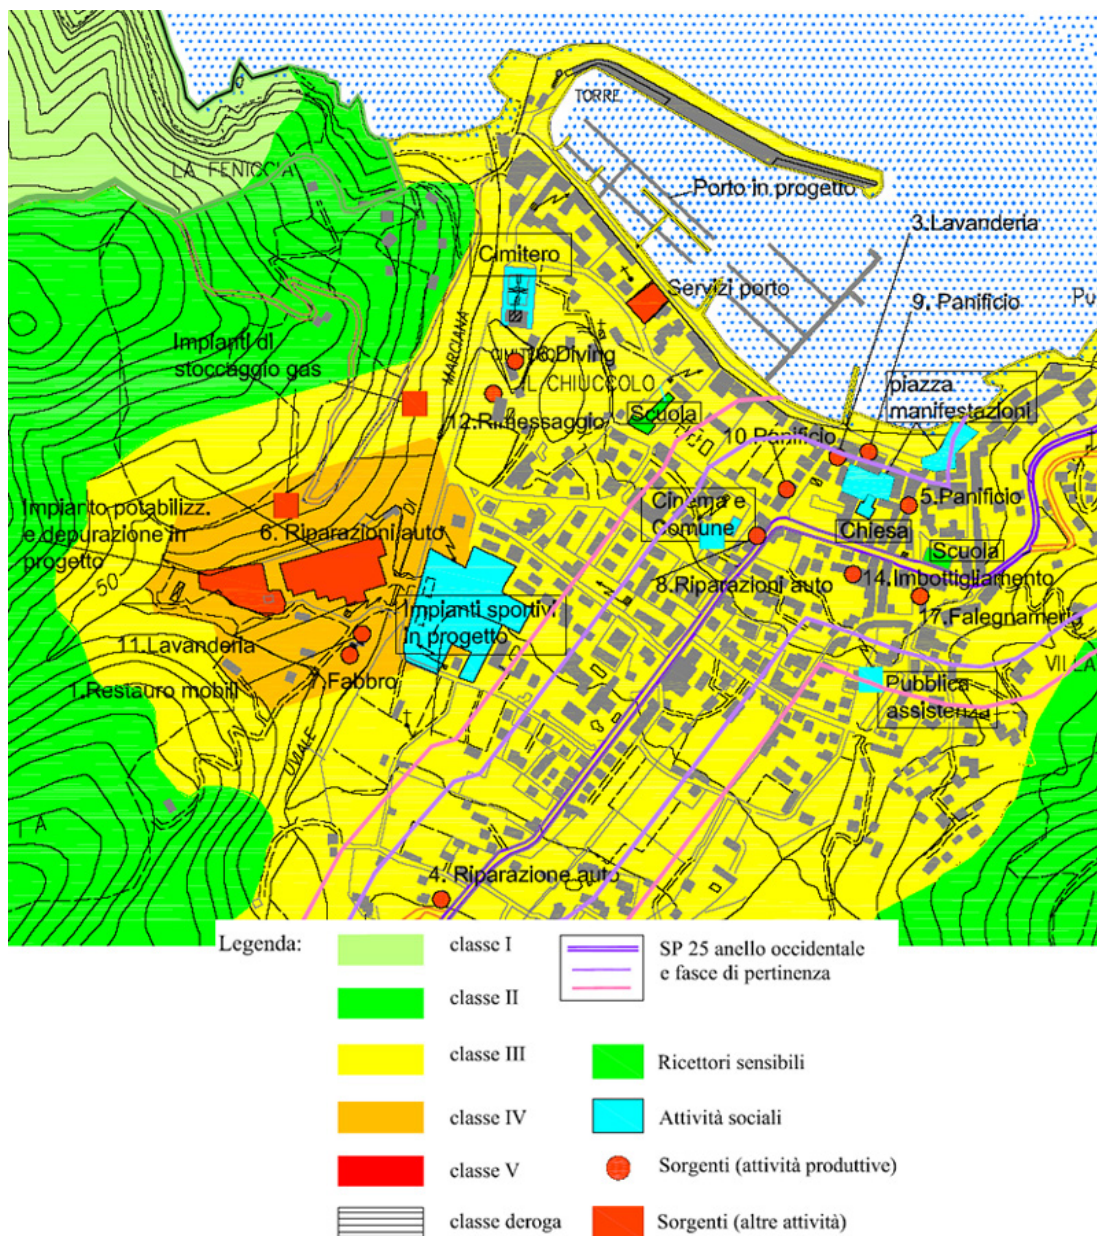 TORRE
LA FENICCIA
Porto in progetto
3.Lavanderia
Cimitero
Servizi porto
9. Panificio
Impianti di
stoccaggio gas
MARCIANA
16.Diving
IL CHIUCCOLO
12.Rimessaggio
Scuola
piazza
manifestazioni
10.Panificio
Cinema e
Comune
5.Panificio
Chiesa
Impianto potabilizz.
e depurazione in
progetto
6. Riparazioni auto
DI
Scuola
14.Imbottigliamento
8.Riparazioni auto
17.Falegnameria
50
Impianti sportivi
in progetto
11.Lavanderia
1.Restauro mobili
7.Fabbro
VILLA
Pubblica
assistenza
4. Riparazione auto
Legenda:
classe I
classe II
classe III
classe IV
classe V
classe deroga
SP 25 anello occidentale
e fasce di pertinenza
Ricettori sensibili
Attività sociali
Sorgenti (attività produttive)
Sorgenti (altre attività)